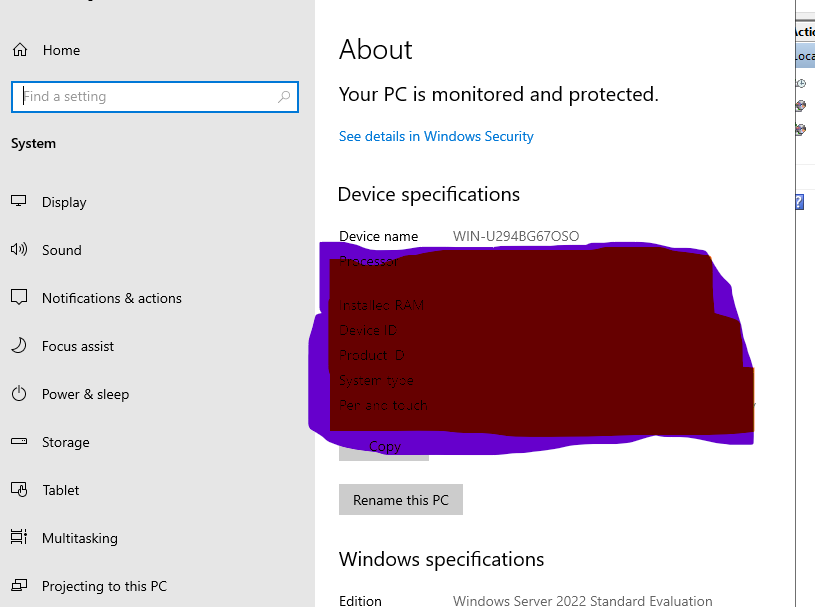 Home
Find a setting
System
Display
Sound
Notifications & actions
Focus assist
Power & sleep
Storage
Tablet
Multitasking
Projecting to this PC
About
Your PC is monitored and protected.
See details in Windows Security
Device specifications
Device name WIN-U294BG67OSO
Processor
Installed RAM
Device ID
Product ID
System type
Pen and touch
Copy
Rename this PC
Windows specifications
Edition Windows Server 2022 Standard Evaluation